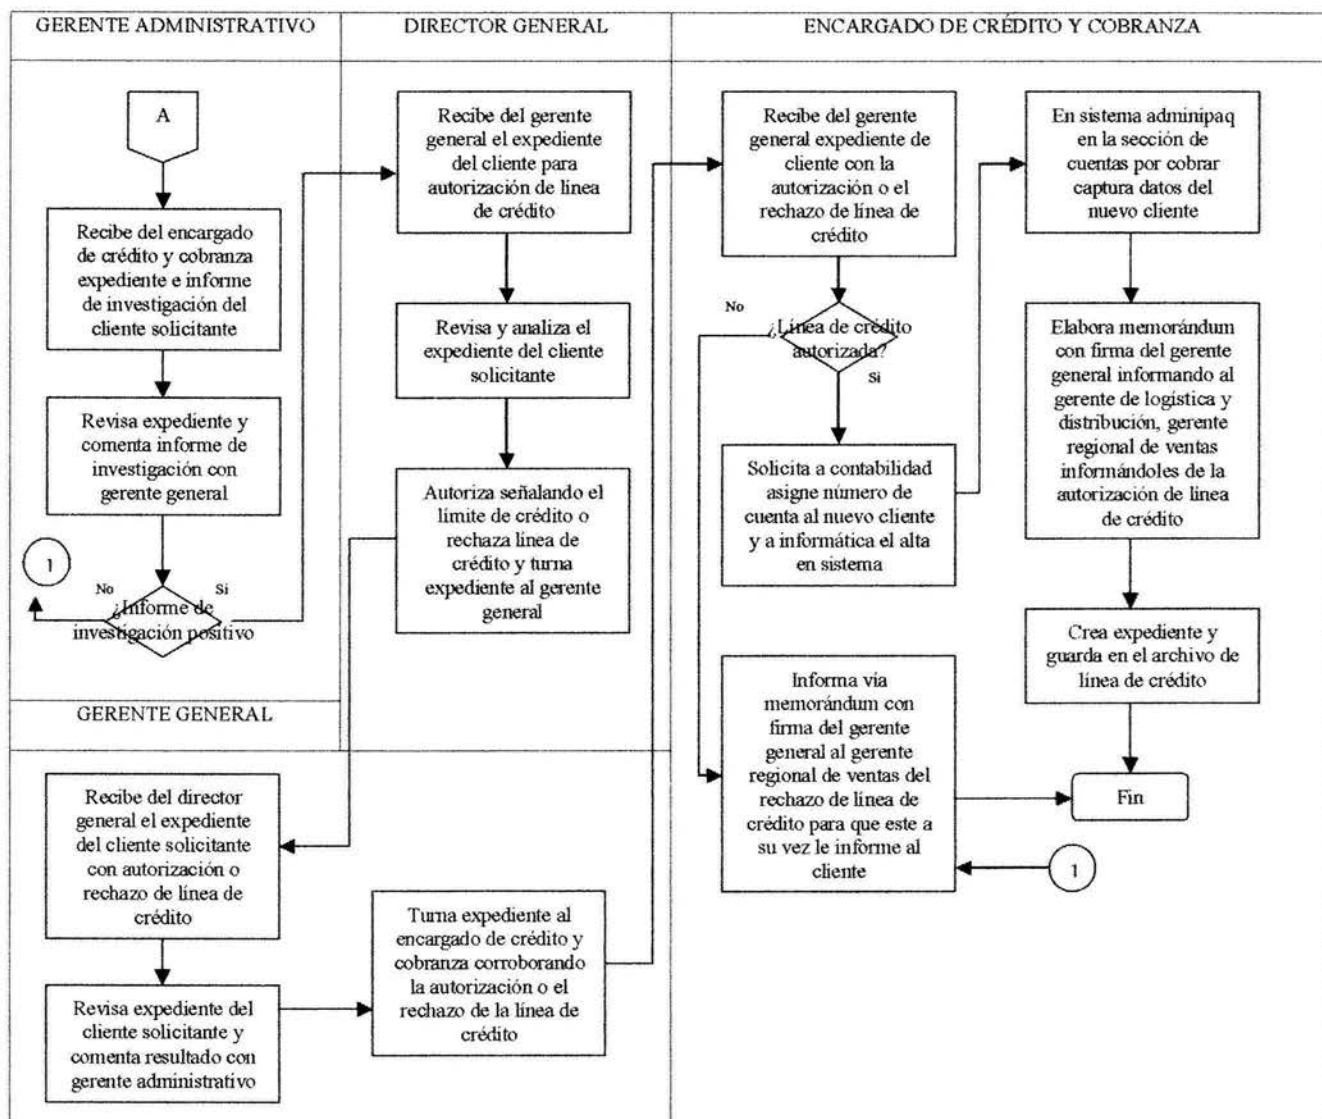 GERENTE ADMINISTRATIVO
A
Recibe del encargado
de crédito y cobranza
expediente e informe
de investigación del
cliente solicitante
Revisa expediente y
comenta informe de
investigación con
gerente general
1
No
Si
¿Informe de
investigación positivo
DIRECTOR GENERAL
Recibe del gerente
general el expediente
del cliente para
autorización de línea
de crédito
Revisa y analiza el
expediente del cliente
solicitante
Autoriza señalando el
límite de crédito o
rechaza línea de
crédito y turna
expediente al gerente
general
GERENTE GENERAL
Recibe del director
general el expediente
del cliente solicitante
con autorización o
rechazo de línea de
crédito
Revisa expediente del
cliente solicitante y
comenta resultado con
gerente administrativo
Turna expediente al
encargado de crédito y
cobranza corroborando
la autorización o el
rechazo de la línea de
crédito
ENCARGADO DE CRÉDITO Y COBRANZA
Recibe del gerente
general expediente de
cliente con la
autorización o el
rechazo de línea de
crédito
No
¿Línea de crédito
autorizada?
Si
Solicita a contabilidad
asigne número de
cuenta al nuevo cliente
y a informática el alta
en sistema
Informa vía
memorándum con
firma del gerente
general al gerente
regional de ventas del
rechazo de línea de
crédito para que este a
su vez le informe al
cliente
En sistema adminipaq
en la sección de
cuentas por cobrar
captura datos del
nuevo cliente
Elabora memorándum
con firma del gerente
general informando al
gerente de logística y
distribución, gerente
regional de ventas
informándoles de la
autorización de línea
de crédito
Crea expediente y
guarda en el archivo de
línea de crédito
Fin
1